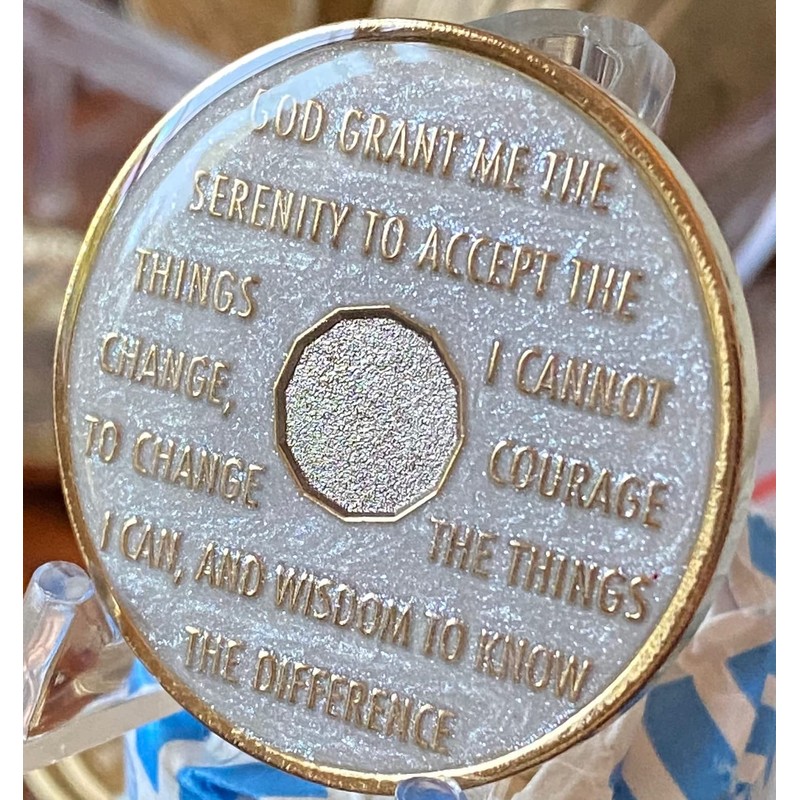 GOD GRANT ME THE
SERENITY TO ACCEPT THE
THINGS I CANNOT
CHANGE, COURAGE
TO CHANGE THE THINGS
I CAN, AND WISDOM TO KNOW
THE DIFFERENCE